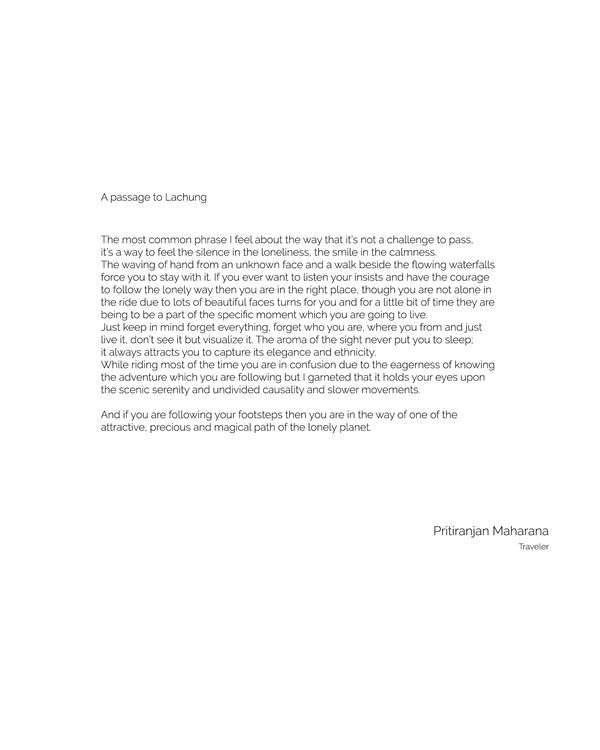 A passage to Lachung
The most common phrase I feel about the way that it's not a challenge to pass,
it's a way to feel the silence in the loneliness, the smile in the calmness.
The waving of hand from an unknown face and a walk beside the flowing waterfalls
force you to stay with it. If you ever want to listen your insists and have the courage
to follow the lonely way then you are in the right place, though you are not alone in
the ride due to lots of beautiful faces turns for you and for a little bit of time they are
being to be a part of the specific moment which you are going to live.
Just keep in mind forget everything, forget who you are, where you from and just
live it, don't see it but visualize it. The aroma of the sight never put you to sleep;
it always attracts you to capture its elegance and ethnicity.
While riding most of the time you are in confusion due to the eagerness of knowing
the adventure which you are following but I garneted that it holds your eyes upon
the scenic serenity and undivided causality and slower movements.
And if you are following your footsteps then you are in the way of one of the
attractive, precious and magical path of the lonely planet.
Pritiranjan Maharana
Traveler